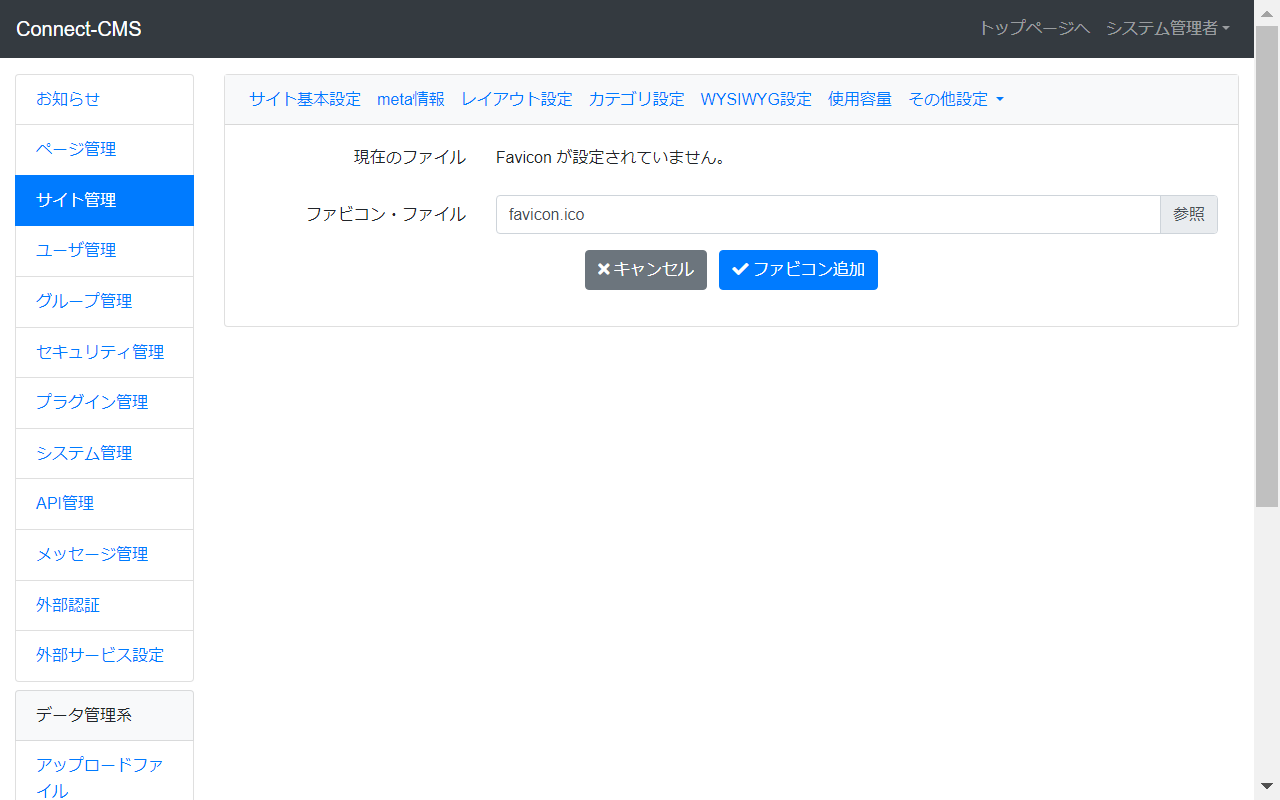 Connect-CMS
トップページへ システム管理者
お知らせ
ページ管理
サイト管理
ユーザ管理
グループ管理
セキュリティ管理
プラグイン管理
システム管理
API管理
メッセージ管理
外部認証
外部サービス設定
データ管理系
アップロードファ
イル
サイト基本設定 meta情報 レイアウト設定 カテゴリ設定 WYSIWYG設定 使用容量 その他設定
現在のファイル Favicon が設定されていません。
ファビコン・ファイル favicon.ico 参照
キャンセル ファビコン追加